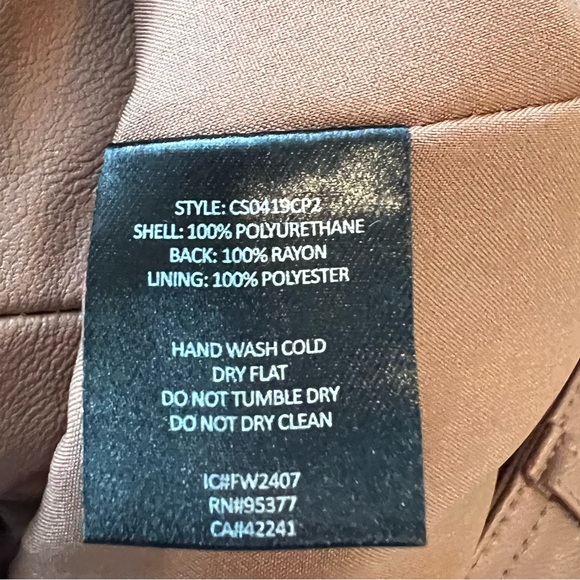 STYLE: CS0419CP2
SHELL: 100% POLYURETHANE
BACK: 100% RAYON
LINING: 100% POLYESTER
HAND WASH COLD
DRY FLAT
DO NOT TUMBLE DRY
DO NOT DRY CLEAN
IC#FW2407
RN#95377
CA#42241